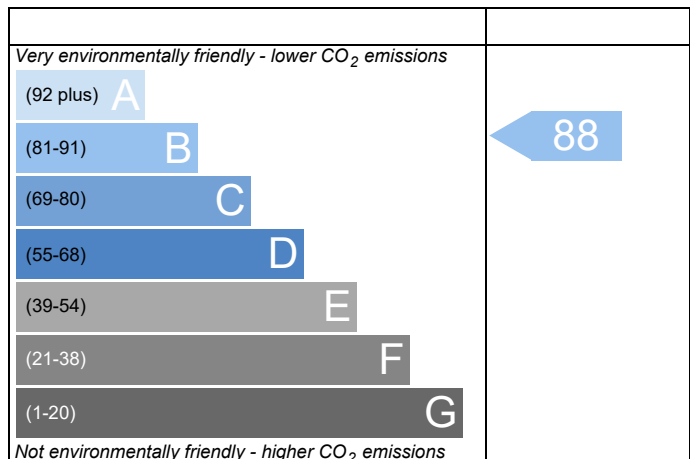 Very environmentally friendly - lower CO2 emissions
(92 plus) A
(81-91) B
88
(69-80) C
(55-68) D
(39-54) E
(21-38) F
(1-20) G
Not environmentally friendly - higher CO2 emissions